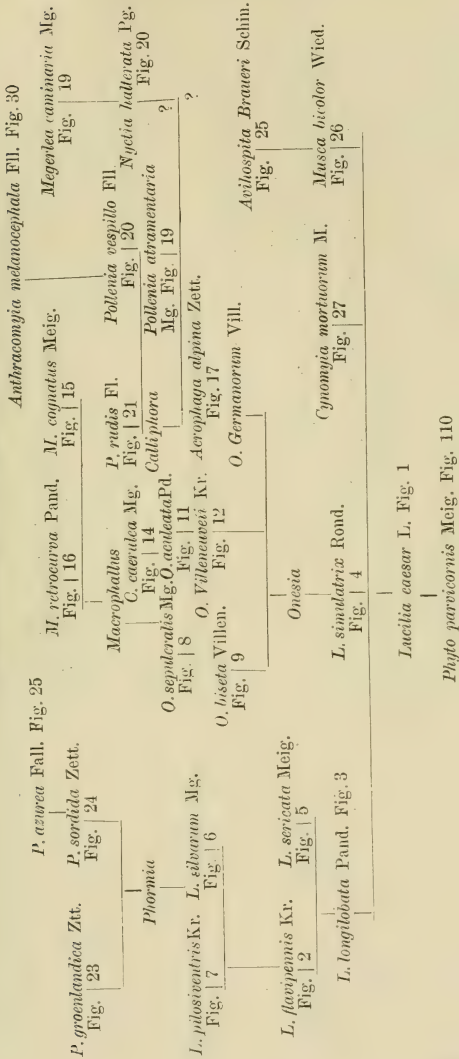 Anthracomyia melanocephala Fll. Fig. 30
Megerlea caminaria Mg.
Fig. 19
Nyctia halterata Pg.
Fig. 20
?
?
P. azurea Fall. Fig. 25
M. retrocurva Pand.
Fig. 16
M. cognatus Meig.
Fig. 15
Pollenia vespillo Fll.
Fig. 20
P. groenlandica Ztt.
Fig. 23
P. sordida Zett.
Fig. 24
Macrophallus
P. rudis Fl.
Fig. 21
Pollenia atramentaria
Mg. Fig. 19
C. caerulea Mg.
Fig. 14
Calliphora
Phormia
O. sepulcralis Mg.
Fig. 8
O. aculeata Pd.
Fig. 11
Acrophaga alpina Zett.
Fig. 17
Avihospita Braueri Schin.
Fig. 25
L. pilosiventris Kr.
Fig. 7
L. silvarum Mg.
Fig. 6
O. Villeneuveii Kr.
Fig. 12
O. biseta Villen.
Fig. 9
O. Germanorum Vill.
Onesia
Cynomyia mortuorum M.
Fig. 27
Musca bicolor Wied.
Fig. 26
L. flavipennis Kr.
Fig. 2
L. sericata Meig.
Fig. 5
L. simulatrix Rond.
Fig. 4
L. longilobata Pand. Fig. 3
Lucilia caesar L. Fig. 1
Phyto parvicornis Meig. Fig. 110